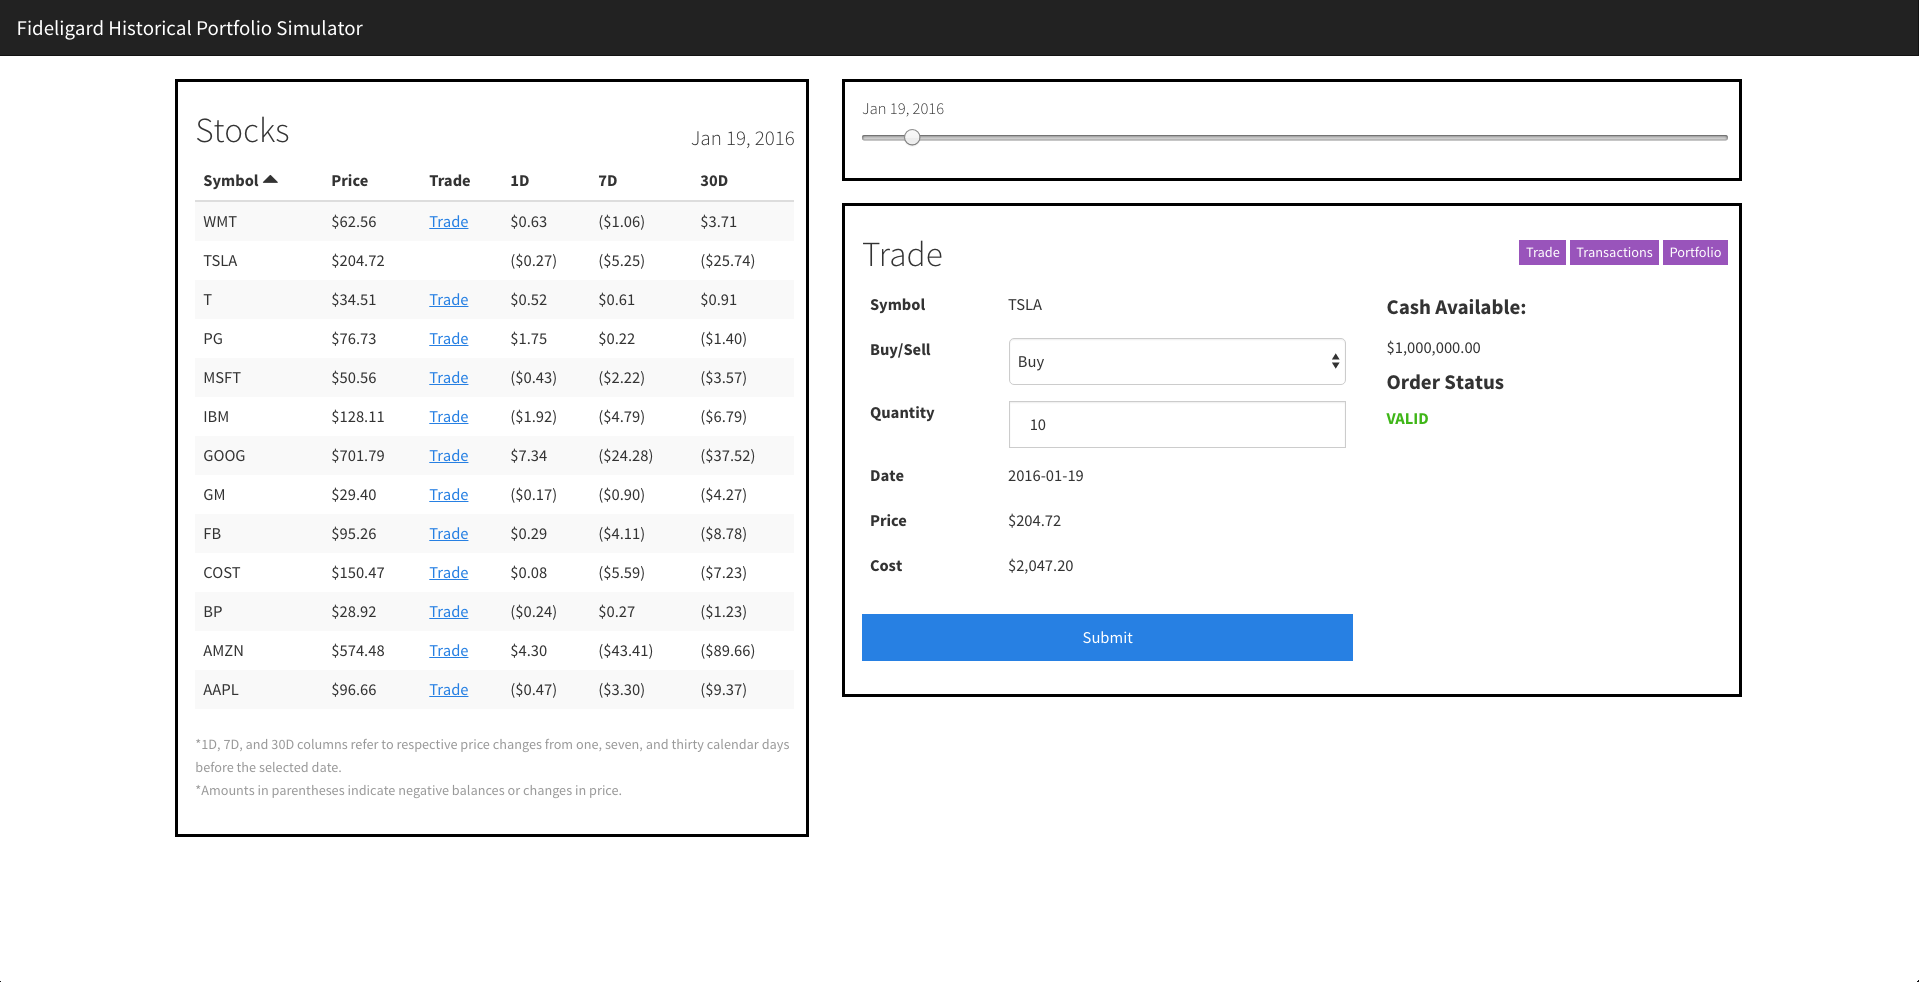 Fideligard Historical Portfolio Simulator
Stocks
Jan 19, 2016
Symbol Price Trade 1D 7D 30D
WMT $62.56 Trade $0.63 ($1.06) $3.71
TSLA $204.72 ($0.27) ($5.25) ($25.74)
T $34.51 Trade $0.52 $0.61 $0.91
PG $76.73 Trade $1.75 $0.22 ($1.40)
MSFT $50.56 Trade ($0.43) ($2.22) ($3.57)
IBM $128.11 Trade ($1.92) ($4.79) ($6.79)
GOOG $701.79 Trade $7.34 ($24.28) ($37.52)
GM $29.40 Trade ($0.17) ($0.90) ($4.27)
FB $95.26 Trade $0.29 ($4.11) ($8.78)
COST $150.47 Trade $0.08 ($5.59) ($7.23)
BP $28.92 Trade ($0.24) $0.27 ($1.23)
AMZN $574.48 Trade $4.30 ($43.41) ($89.66)
AAPL $96.66 Trade ($0.47) ($3.30) ($9.37)
*1D, 7D, and 30D columns refer to respective price changes from one, seven, and thirty calendar days
before the selected date.
*Amounts in parentheses indicate negative balances or changes in price.
Jan 19, 2016
Trade
Trade Transactions Portfolio
Symbol TSLA
Buy/Sell Buy
Quantity 10
Date 2016-01-19
Price $204.72
Cost $2,047.20
Submit
Cash Available:
$1,000,000.00
Order Status
VALID